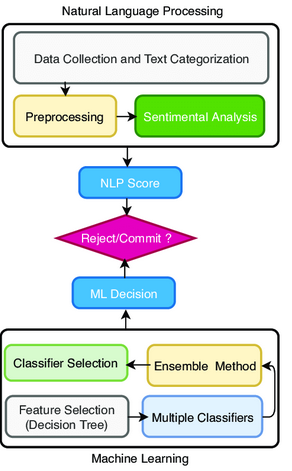 Natural Language Processing
Data Collection and Text Categorization
Preprocessing
Sentimental Analysis
NLP Score
Reject/Commit ?
ML Decision
Classifier Selection
Ensemble Method
Feature Selection
(Decision Tree)
Multiple Classifiers
Machine Learning